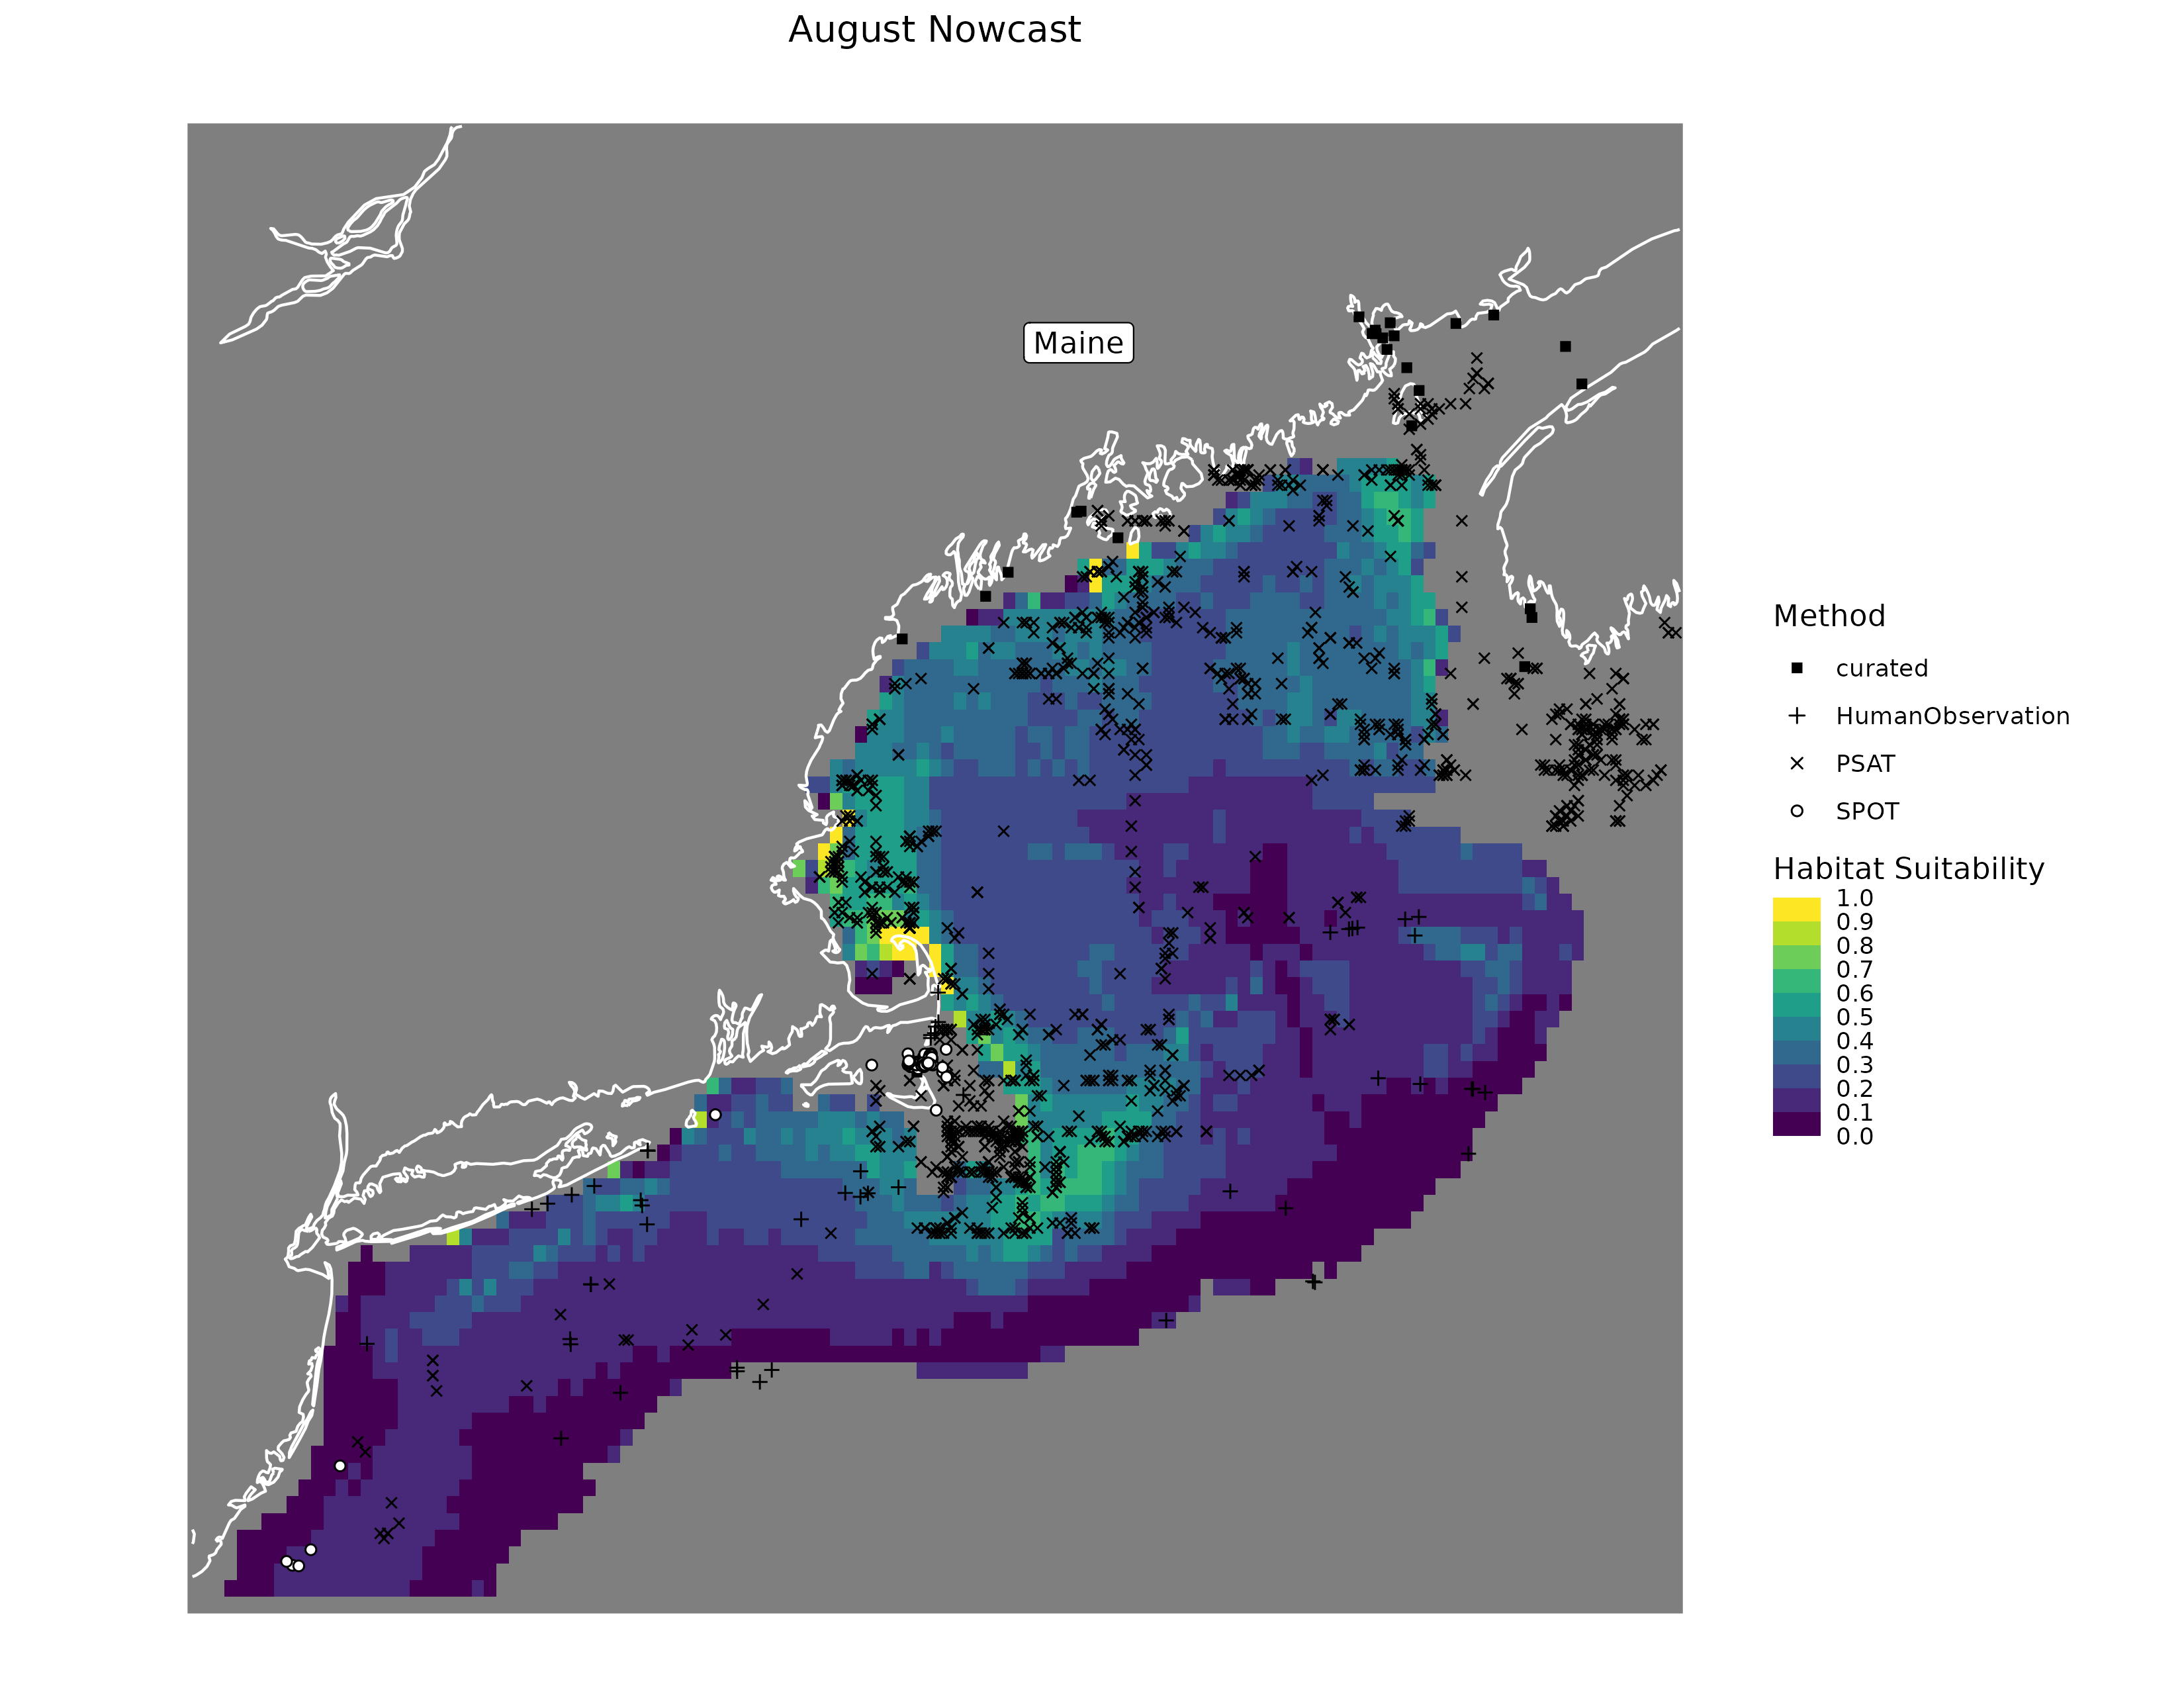 August Nowcast
Maine
Method
curated
HumanObservation
PSAT
SPOT
Habitat Suitability
1.0
0.9
0.8
0.7
0.6
0.5
0.4
0.3
0.2
0.1
0.0